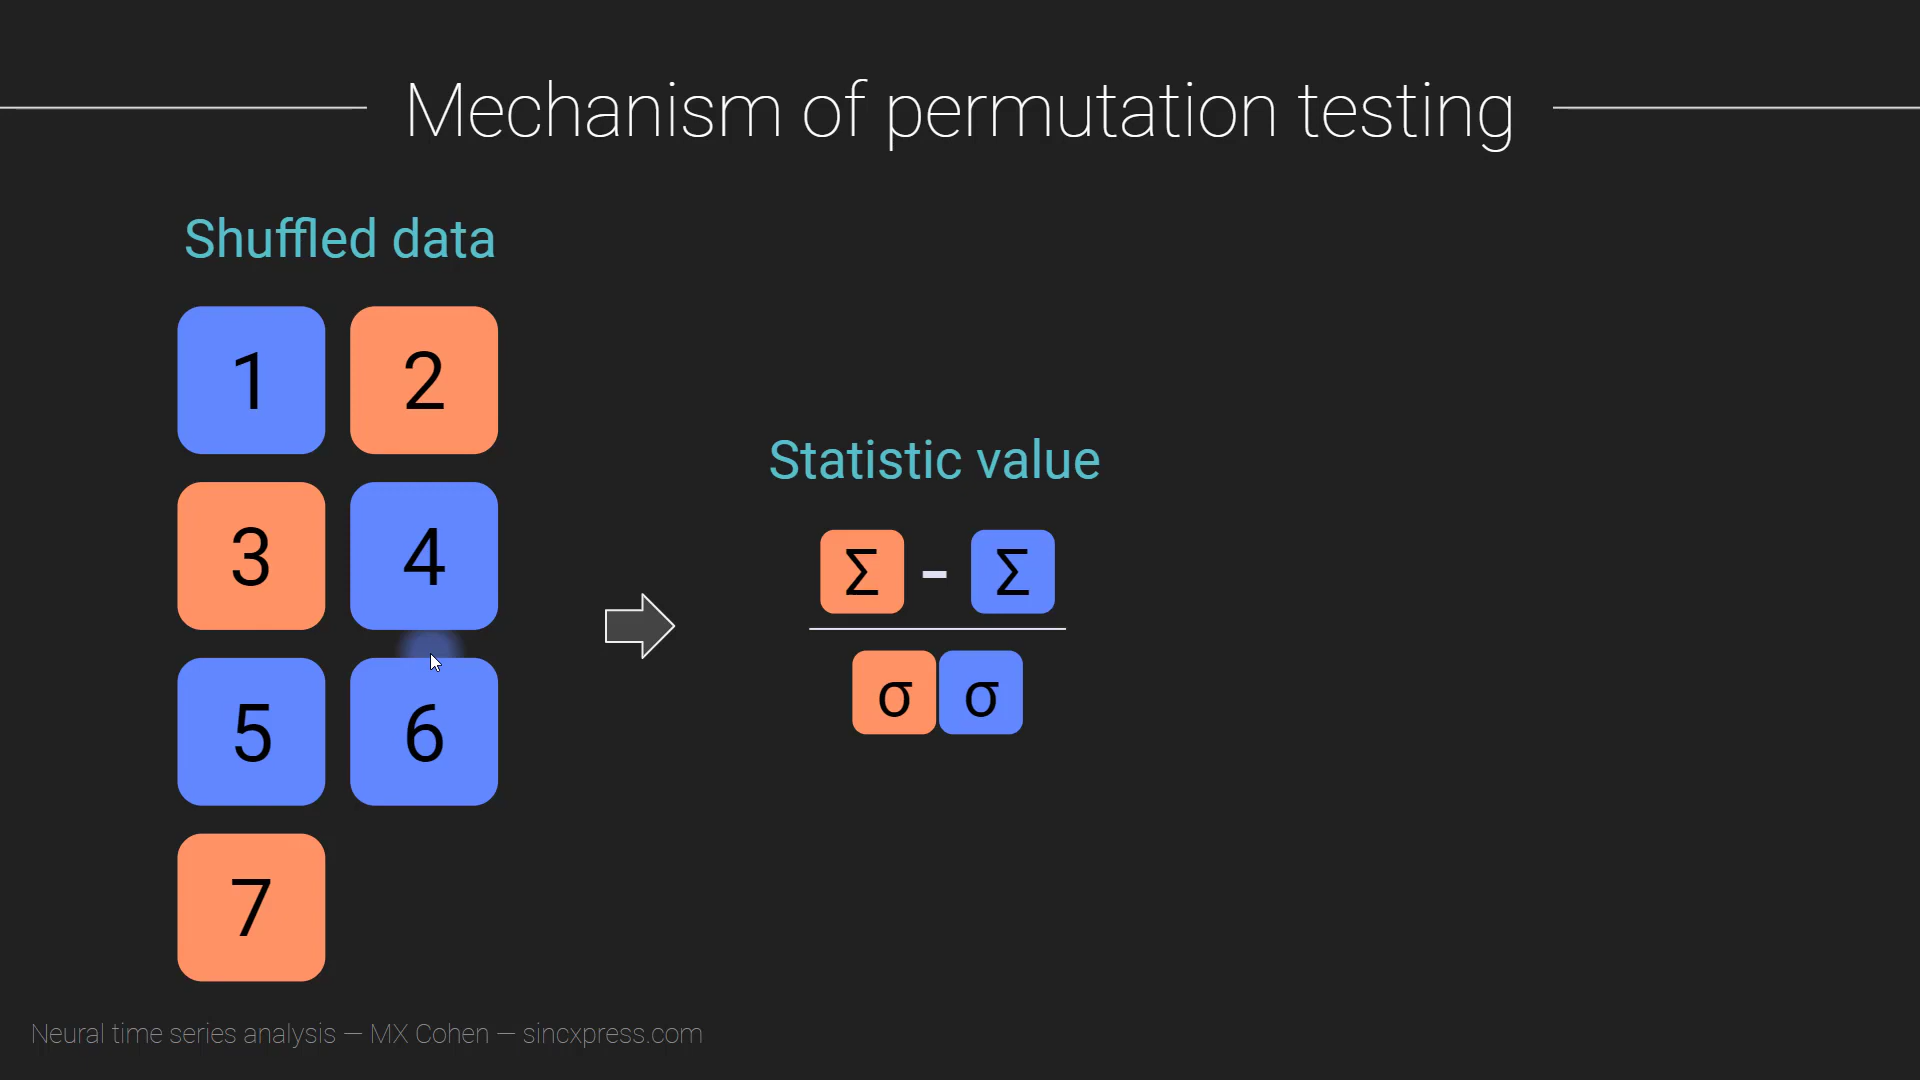 Mechanism of permutation testing
Shuffled data
1 2
3 4
5 6
7
Statistic value
Σ - Σ
σ σ
Neural time series analysis — MX Cohen — sincxpress.com